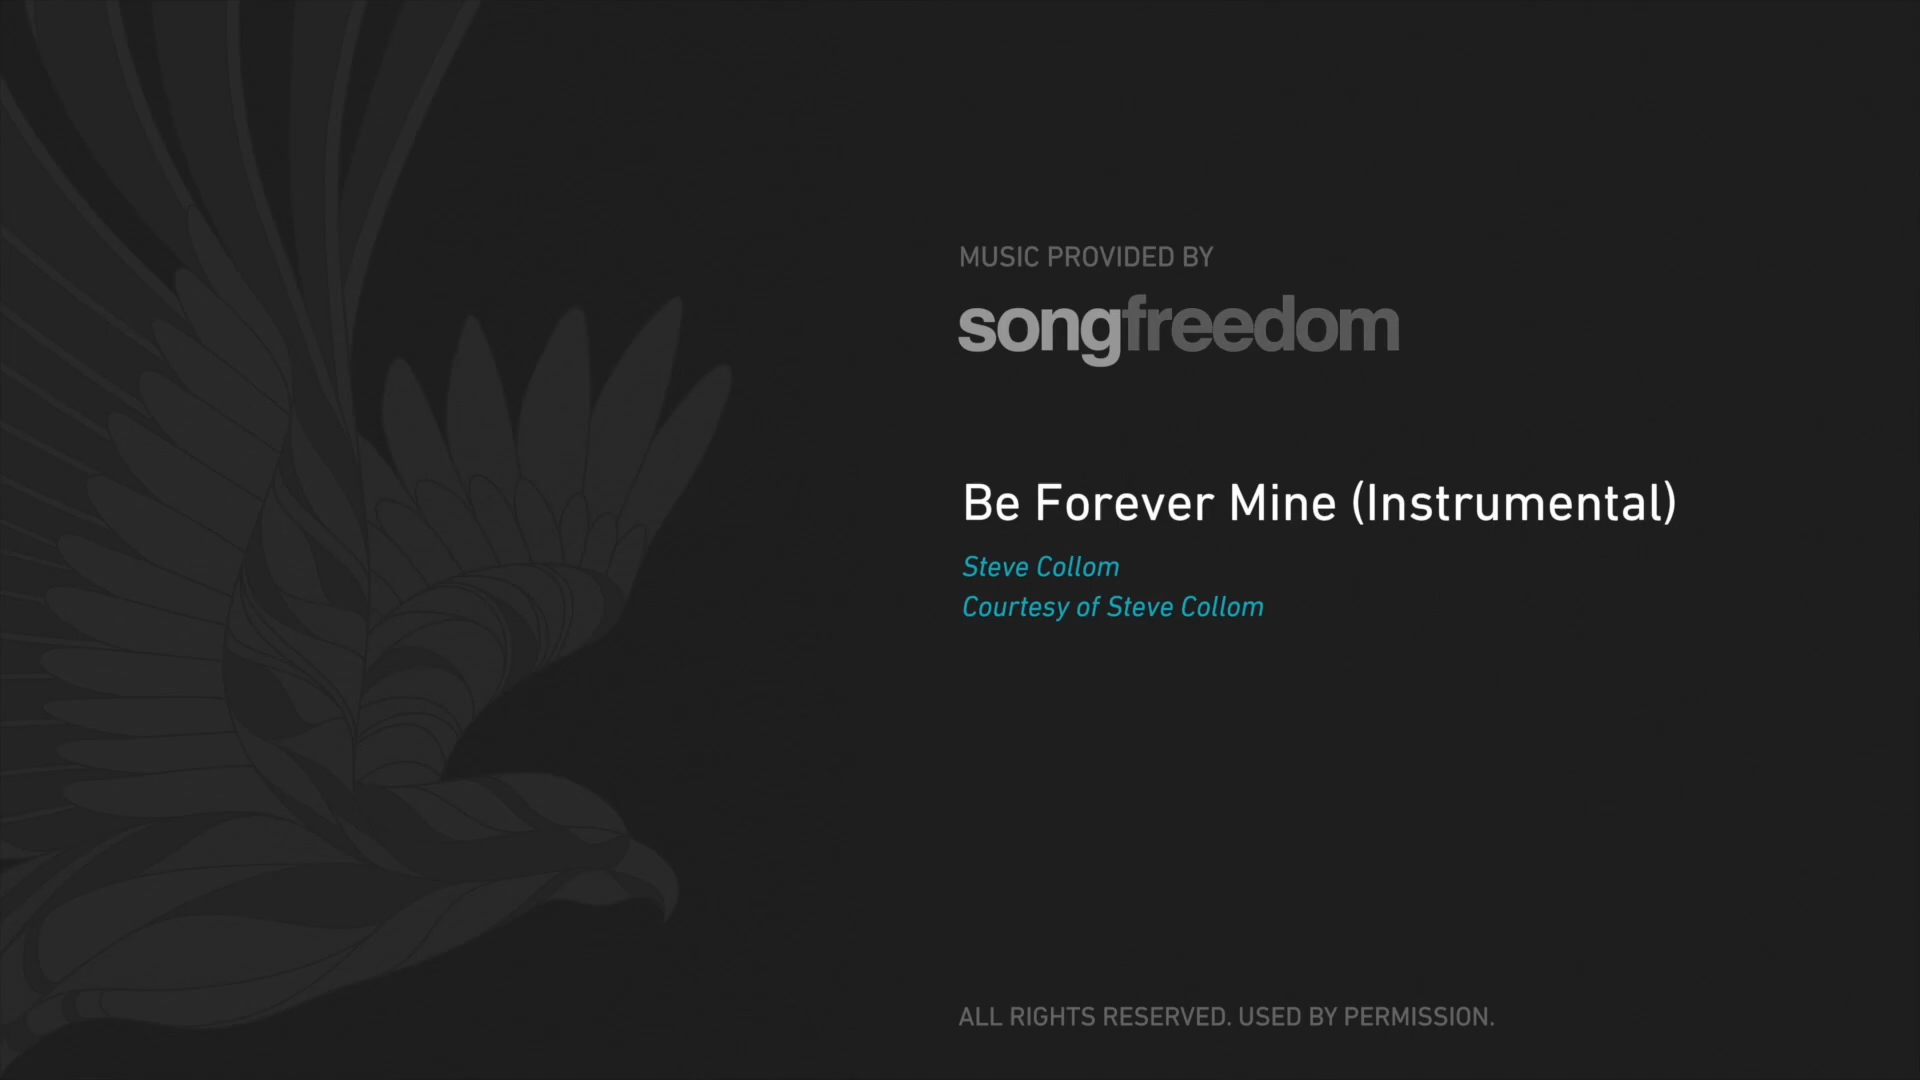 MUSIC PROVIDED BY
songfreedom
Be Forever Mine (Instrumental)
Steve Collom
Courtesy of Steve Collom
ALL RIGHTS RESERVED. USED BY PERMISSION.